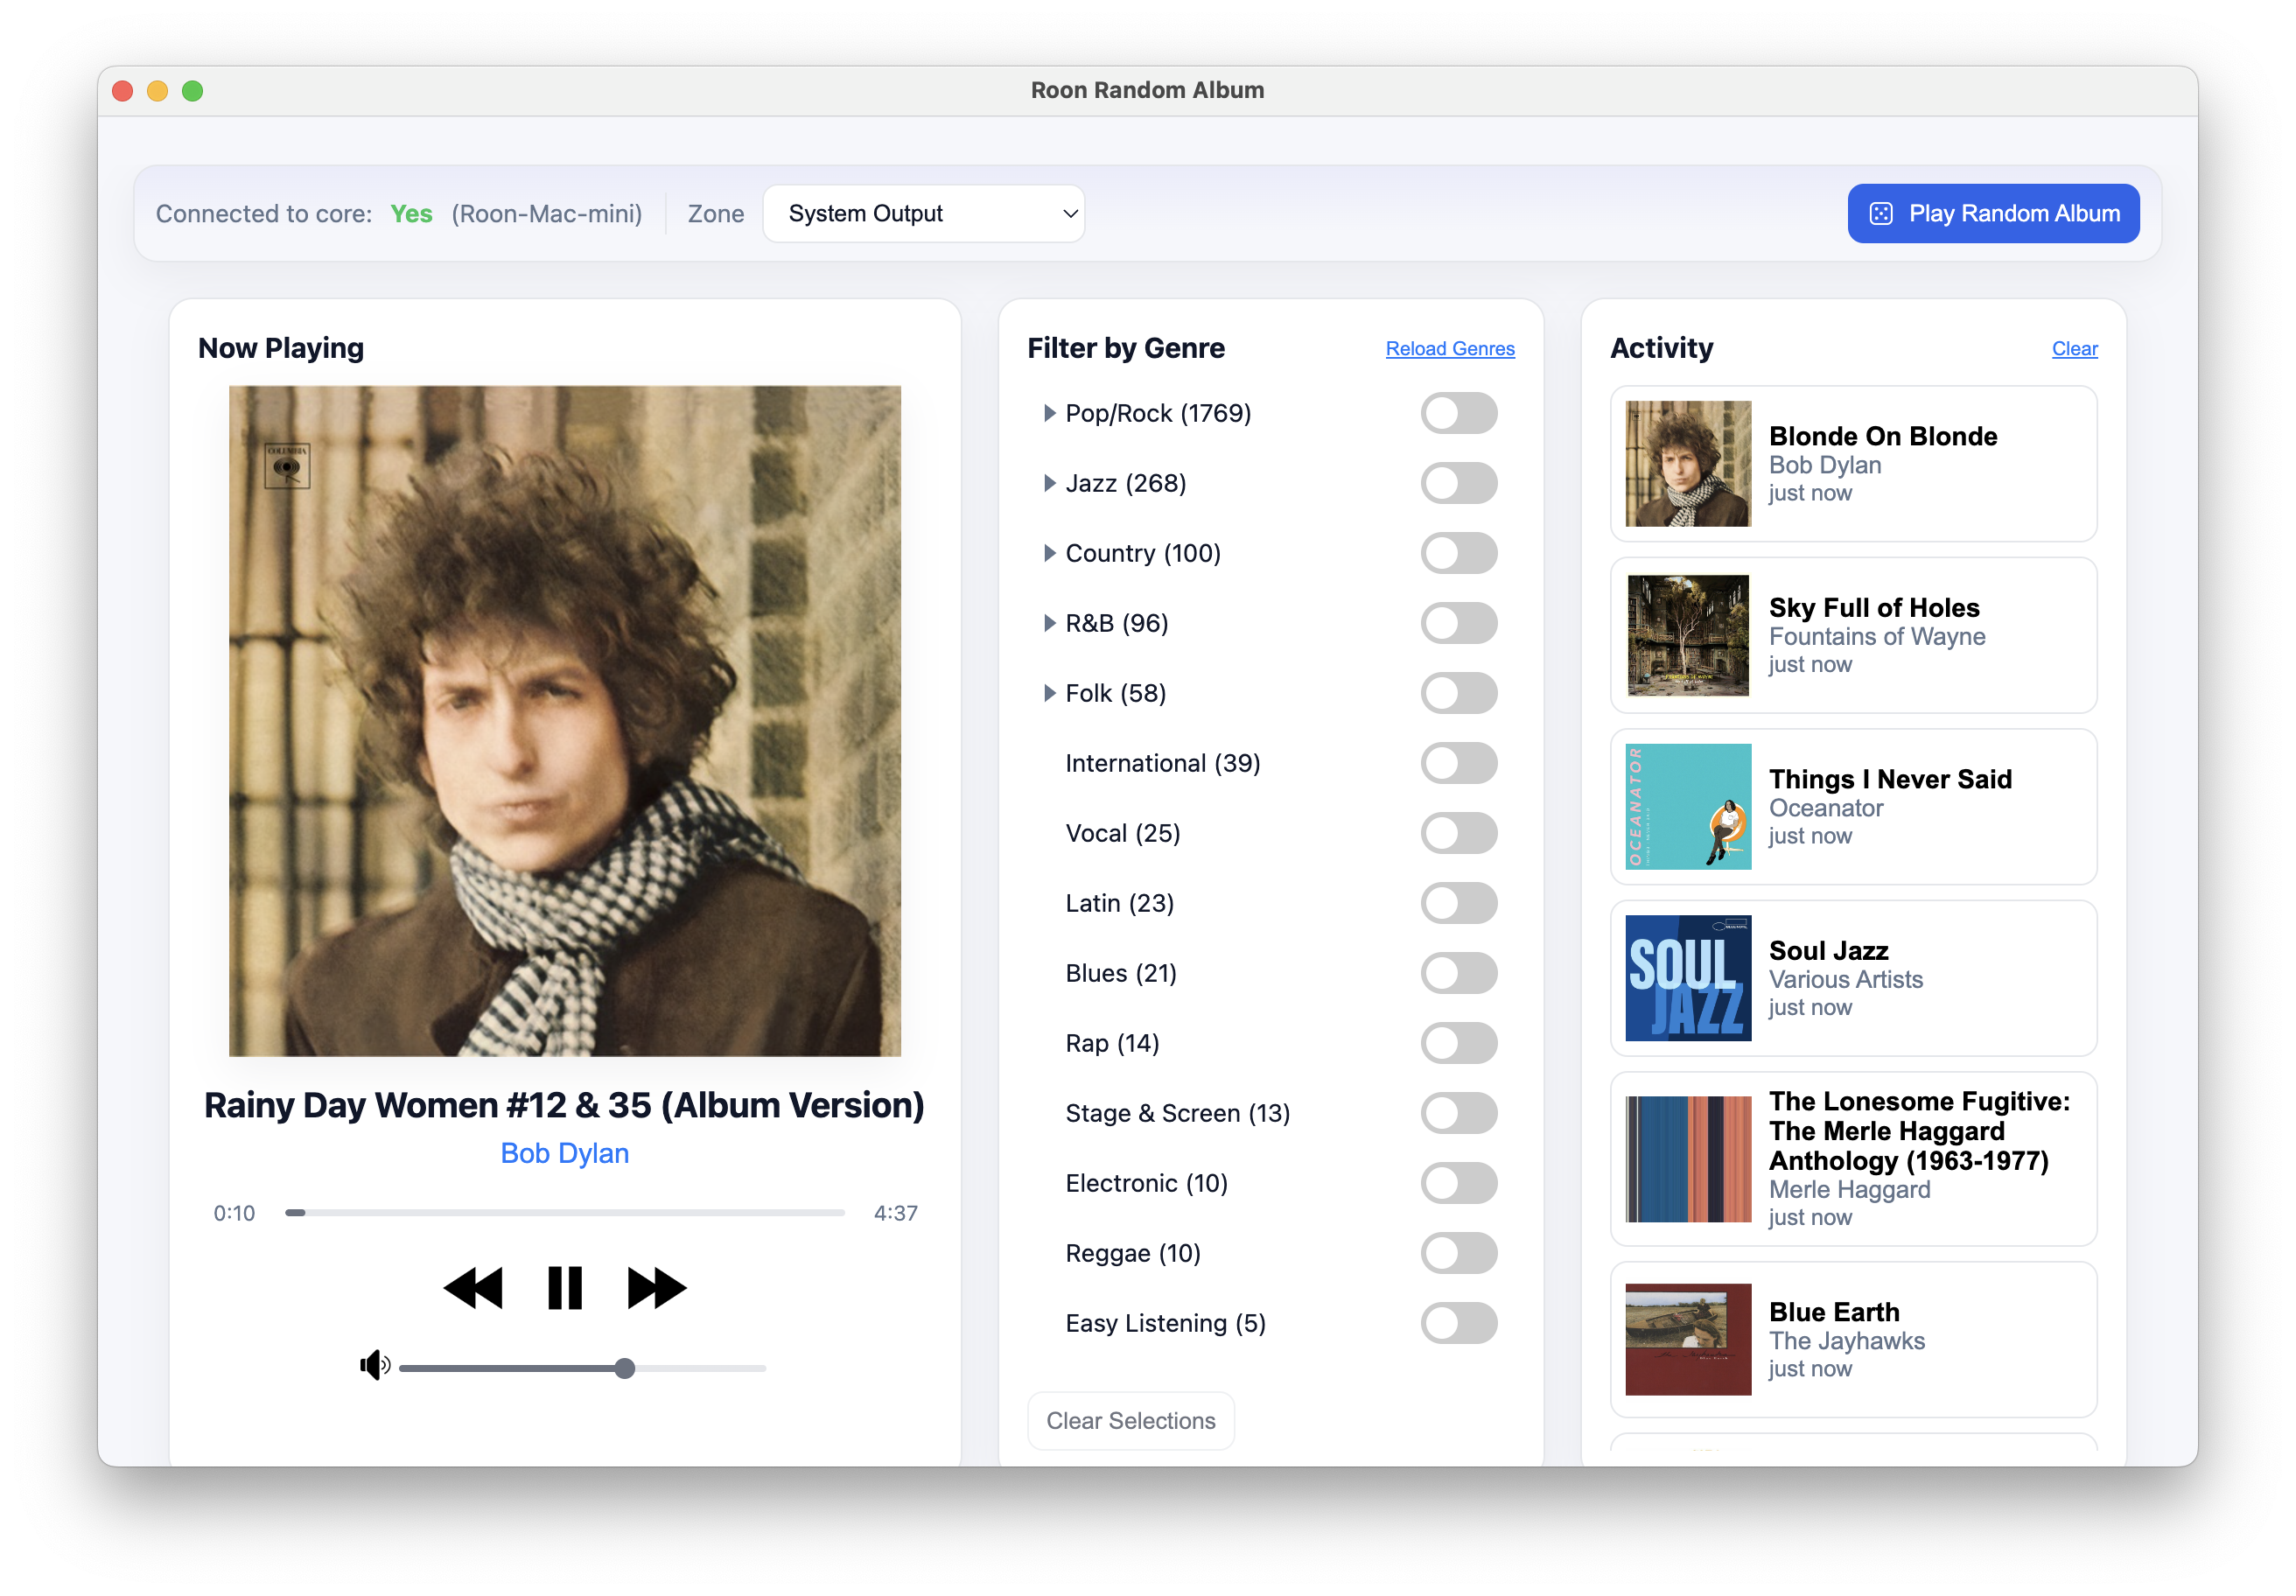 Roon Random Album
Connected to core: Yes (Roon-Mac-mini)
Zone
System Output
Play Random Album
Now Playing
COLUMBIA
Rainy Day Women #12 & 35 (Album Version)
Bob Dylan
0:10
4:37
Filter by Genre
Reload Genres
Pop/Rock (1769)
Jazz (268)
Country (100)
R&B (96)
Folk (58)
International (39)
Vocal (25)
Latin (23)
Blues (21)
Rap (14)
Stage & Screen (13)
Electronic (10)
Reggae (10)
Easy Listening (5)
Clear Selections
Activity
Clear
Blonde On Blonde
Bob Dylan
just now
Sky Full of Holes
Fountains of Wayne
just now
OCEANATOR
Things I Never Said
Oceanator
just now
SOUL
JAZZ
Soul Jazz
Various Artists
just now
The Lonesome Fugitive:
The Merle Haggard
Anthology (1963-1977)
Merle Haggard
just now
Blue Earth
The Jayhawks
just now